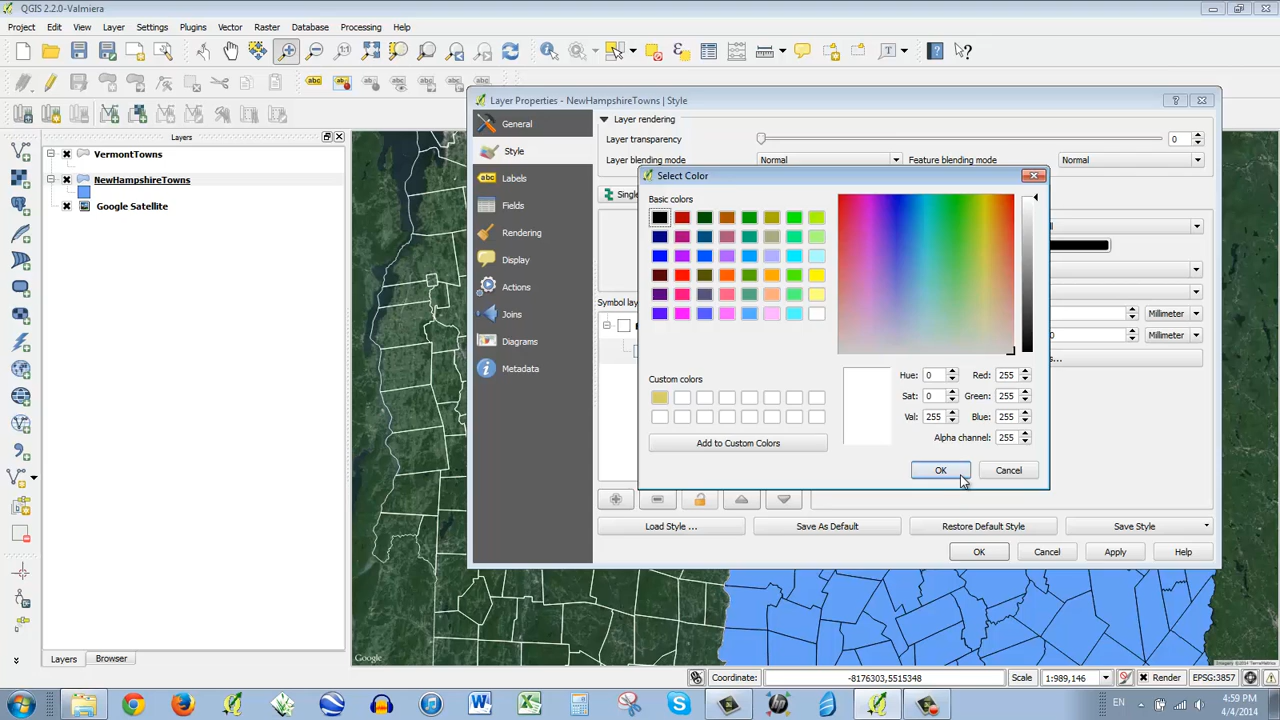 QGIS 2.2.0-Valmiera
Project Edit View Layer Settings Plugins Vector Raster Database Processing Help
Layers
VermontTowns
NewHampshireTowns
Google Satellite
Layers Browser
Layer Properties - NewHampshireTowns | Style
General
Style
Labels
Fields
Rendering
Display
Actions
Joins
Diagrams
Metadata
Layer rendering
Layer transparency 0
Layer blending mode Normal Feature blending mode Normal
Single
Symbol lay
Select Color
Basic colors
Custom colors
Add to Custom Colors
Hue: 0 Red: 255
Sat: 0 Green: 255
Val: 255 Blue: 255
Alpha channel: 255
OK Cancel
Millimeter
0 Millimeter
Load Style ... Save As Default Restore Default Style Save Style
OK Cancel Apply Help
Google
Coordinate: -8176303,5515348 Scale 1:989,146 Render EPSG:3857
EN 4:59 PM
4/4/2014